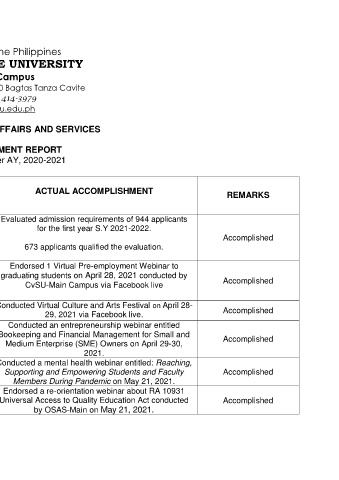 ne Philippines
E UNIVERSITY
Campus
0 Bagtas Tanza Cavite
414-3979
u.edu.ph
FFAIRS AND SERVICES
MENT REPORT
er AY, 2020-2021
ACTUAL ACCOMPLISHMENT
REMARKS
Evaluated admission requirements of 944 applicants
for the first year S.Y 2021-2022.
673 applicants qualified the evaluation.
Accomplished
Endorsed 1 Virtual Pre-employment Webinar to
graduating students on April 28, 2021 conducted by
CvSU-Main Campus via Facebook live
Accomplished
Conducted Virtual Culture and Arts Festival on April 28-
29, 2021 via Facebook live.
Accomplished
Conducted an entrepreneurship webinar entitled
Bookeeping and Financial Management for Small and
Medium Enterprise (SME) Owners on April 29-30,
2021.
Accomplished
Conducted a mental health webinar entitled: Reaching,
Supporting and Empowering Students and Faculty
Members During Pandemic on May 21, 2021.
Accomplished
Endorsed a re-orientation webinar about RA 10931
Universal Access to Quality Education Act conducted
by OSAS-Main on May 21, 2021.
Accomplished